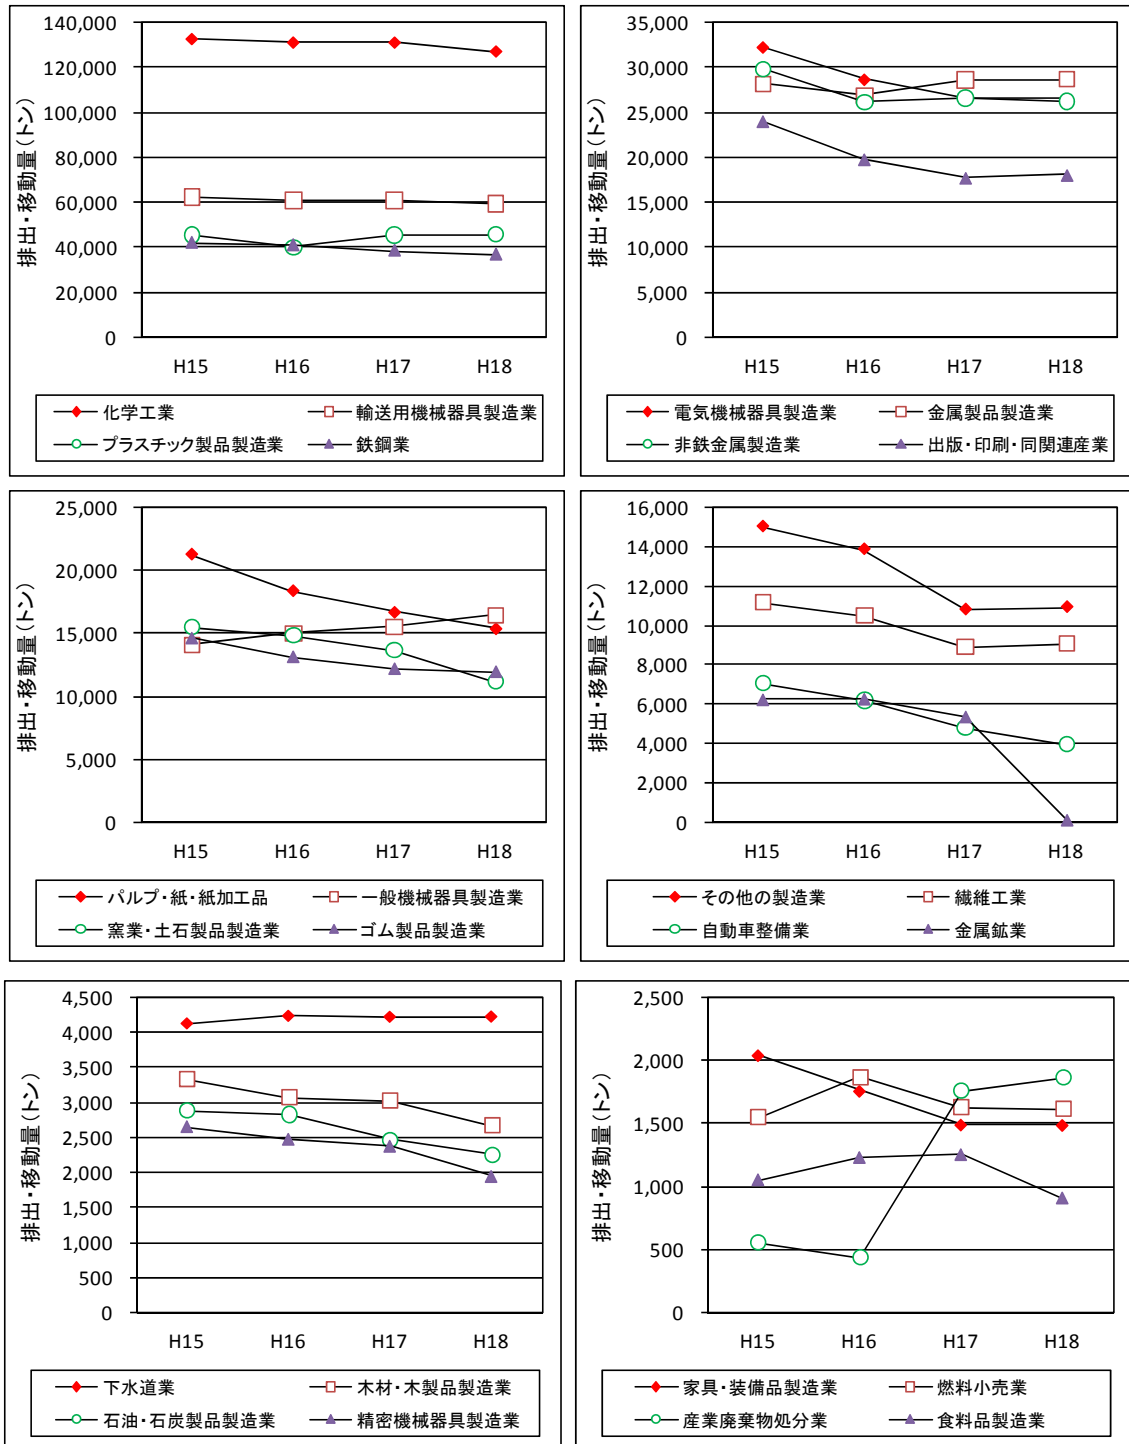 140,000
120,000
100,000
80,000
60,000
40,000
20,000
0
排出・移動量(トン)
H15 H16 H17 H18
化学工業 輸送用機械器具製造業
プラスチック製品製造業 鉄鋼業
35,000
30,000
25,000
20,000
15,000
10,000
5,000
0
排出・移動量(トン)
H15 H16 H17 H18
電気機械器具製造業 金属製品製造業
非鉄金属製造業 出版・印刷・同関連産業
25,000
20,000
15,000
10,000
5,000
0
排出・移動量(トン)
H15 H16 H17 H18
パルプ・紙・紙加工品 一般機械器具製造業
窯業・土石製品製造業 ゴム製品製造業
16,000
14,000
12,000
10,000
8,000
6,000
4,000
2,000
0
排出・移動量(トン)
H15 H16 H17 H18
その他の製造業 繊維工業
自動車整備業 金属鉱業
4,500
4,000
3,500
3,000
2,500
2,000
1,500
1,000
500
0
排出・移動量(トン)
H15 H16 H17 H18
下水道業 木材・木製品製造業
石油・石炭製品製造業 精密機械器具製造業
2,500
2,000
1,500
1,000
500
0
排出・移動量(トン)
H15 H16 H17 H18
家具・装備品製造業 燃料小売業
産業廃棄物処分業 食料品製造業